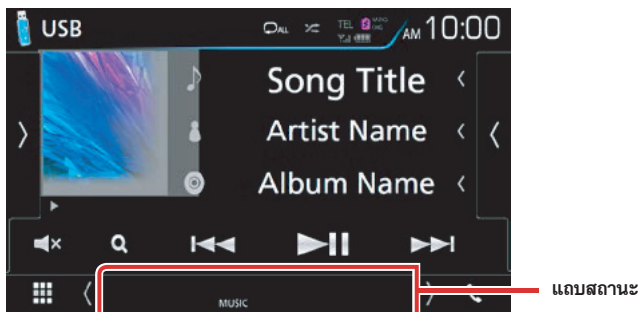 USB
ALL
TEL
AM 10:00
Song Title
Artist Name
Album Name
MUSIC
แถบสถานะ